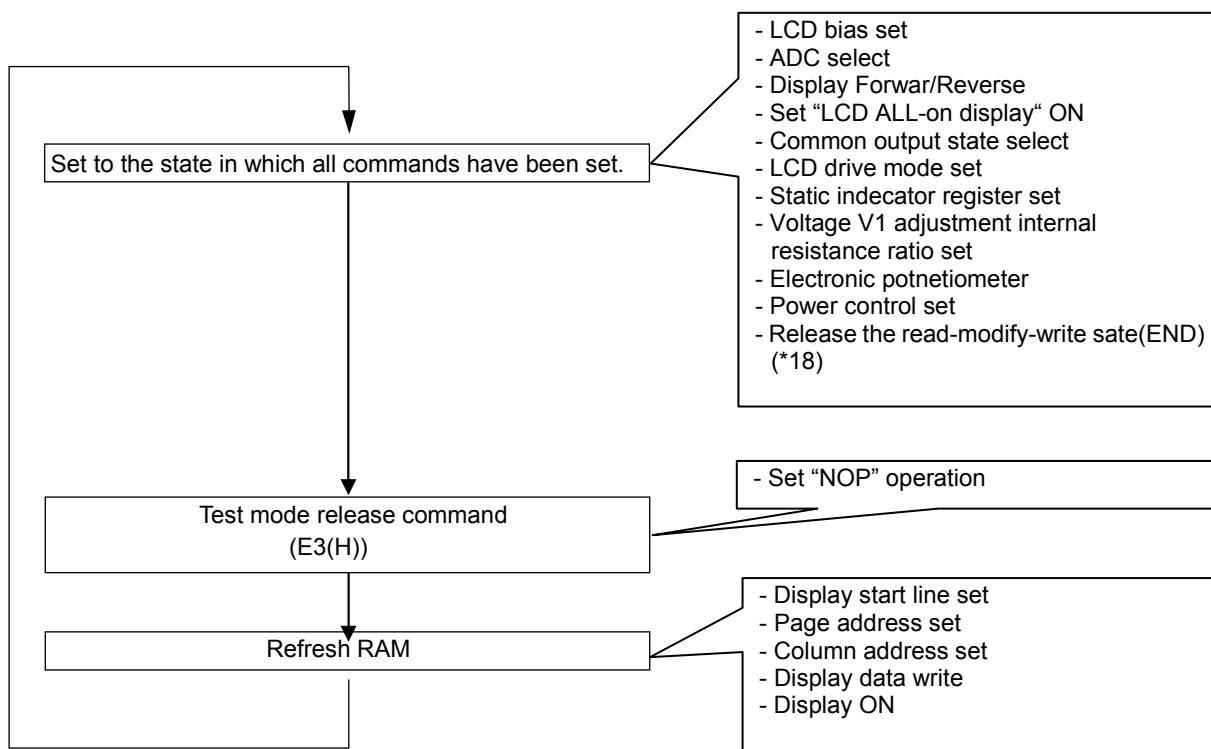 - LCD bias set
- ADC select
- Display Forwar/Reverse
- Set “LCD ALL-on display“ ON
- Common output state select
- LCD drive mode set
- Static indecator register set
- Voltage V1 adjustment internal
resistance ratio set
- Electronic potnetiometer
- Power control set
- Release the read-modify-write sate(END)
(*18)
Set to the state in which all commands have been set.
- Set “NOP” operation
Test mode release command
(E3(H))
- Display start line set
- Page address set
- Column address set
- Display data write
- Display ON
Refresh RAM